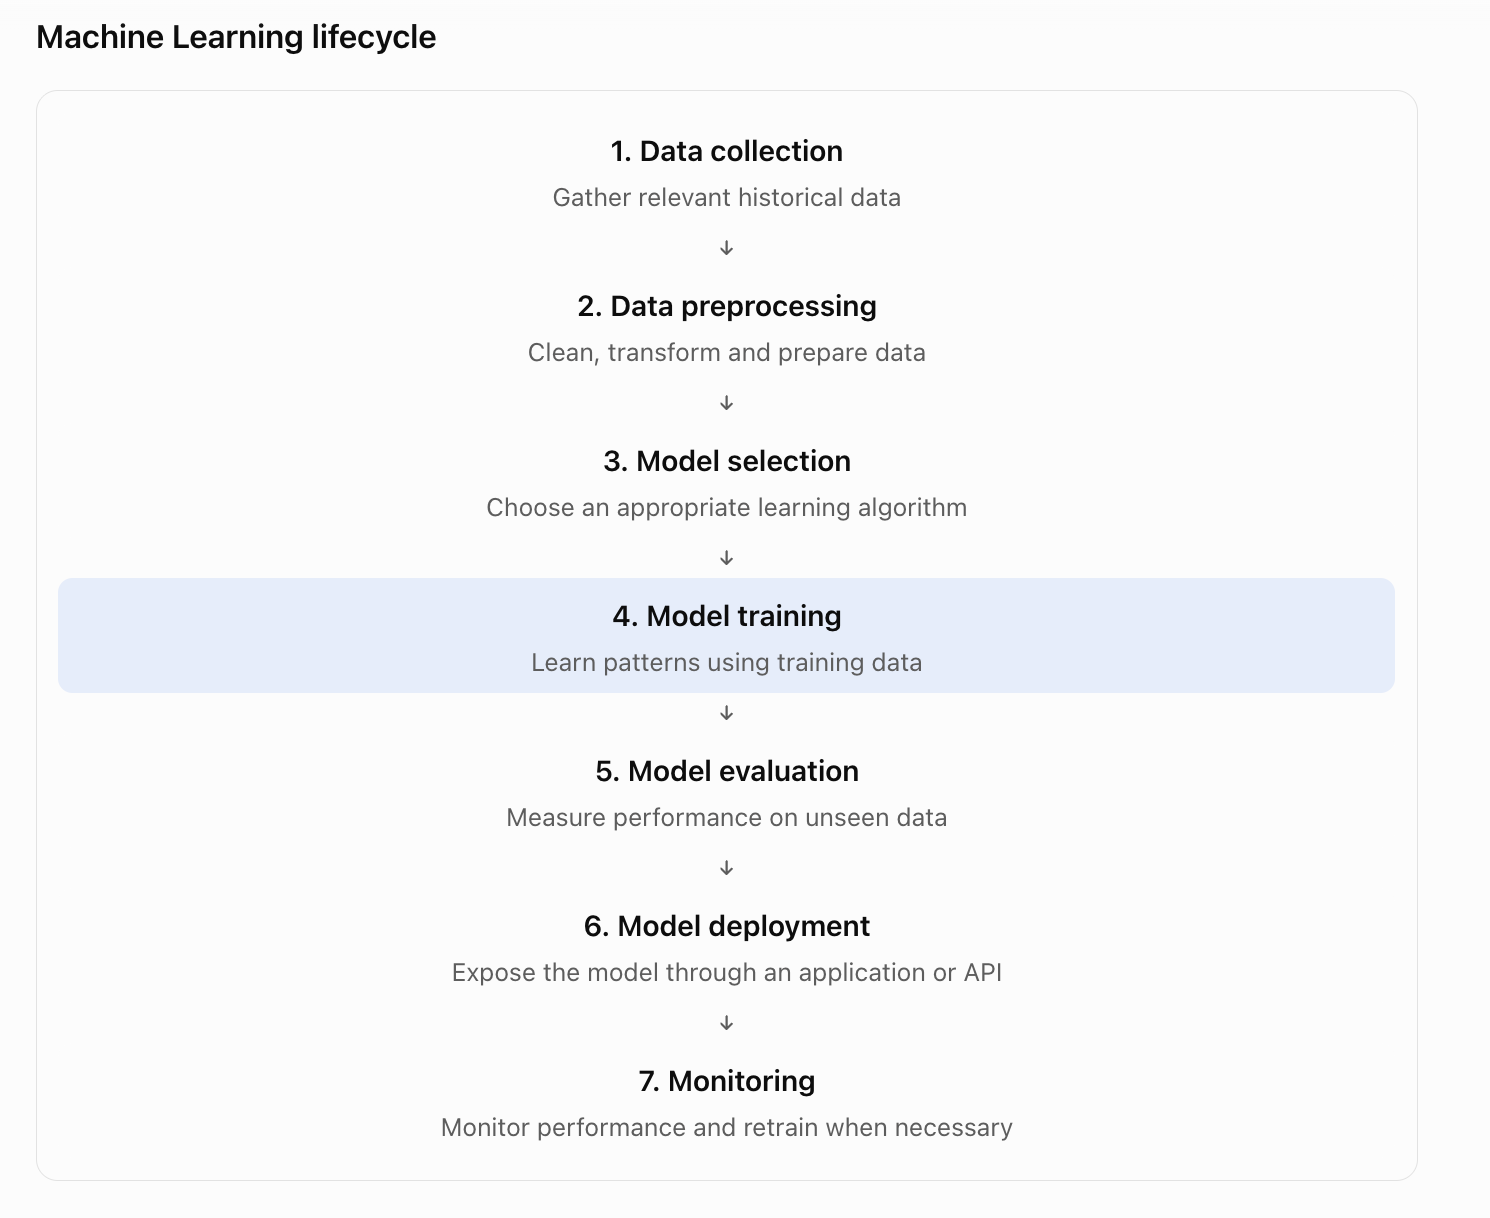 Machine Learning lifecycle
1. Data collection
Gather relevant historical data
↓
2. Data preprocessing
Clean, transform and prepare data
↓
3. Model selection
Choose an appropriate learning algorithm
↓
4. Model training
Learn patterns using training data
↓
5. Model evaluation
Measure performance on unseen data
↓
6. Model deployment
Expose the model through an application or API
↓
7. Monitoring
Monitor performance and retrain when necessary